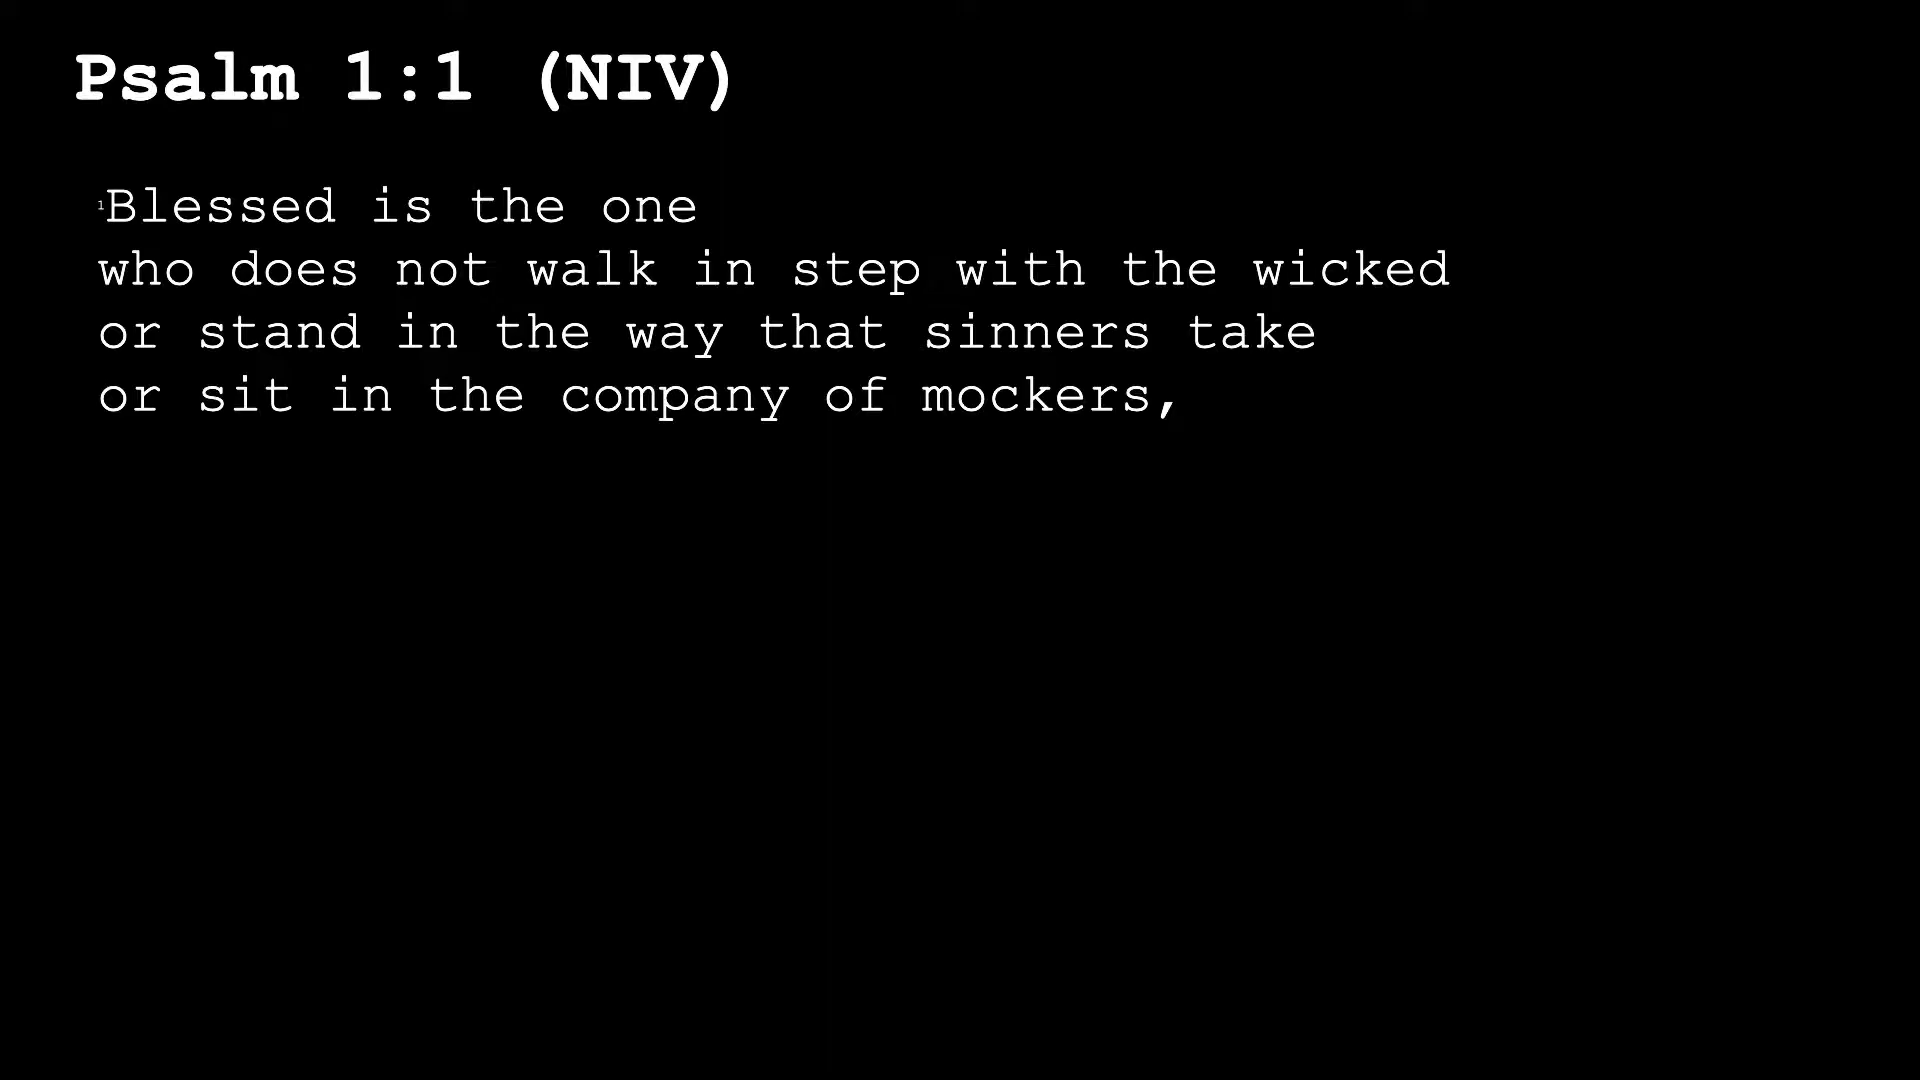 Psalm 1:1 (NIV)
1Blessed is the one
who does not walk in step with the wicked
or stand in the way that sinners take
or sit in the company of mockers,